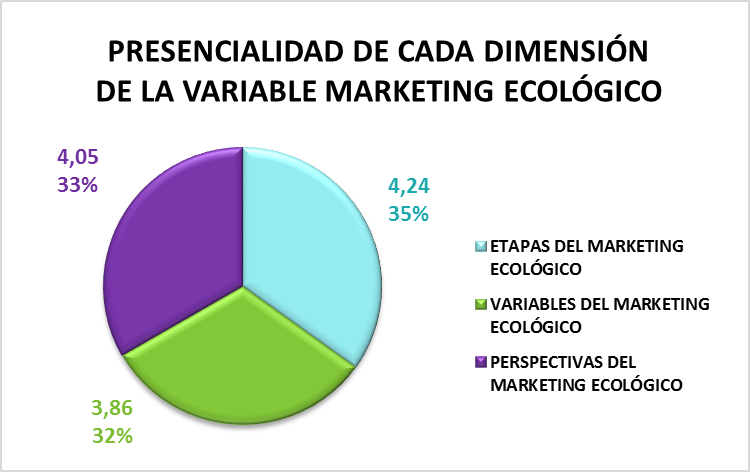 PRESENCIALIDAD DE CADA DIMENSIÓN
DE LA VARIABLE MARKETING ECOLÓGICO
4,05
33%
4,24
35%
3,86
32%
ETAPAS DEL MARKETING
ECOLÓGICO
VARIABLES DEL MARKETING
ECOLÓGICO
PERSPECTIVAS DEL
MARKETING ECOLÓGICO